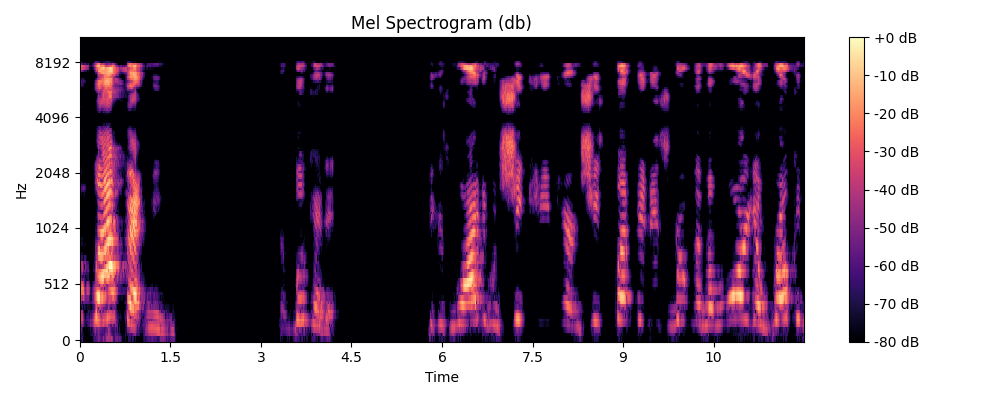 Mel Spectrogram (db)
8192
4096
2048
1024
512
0
Hz
0 1.5 3 4.5 6 7.5 9 10
Time
+0 dB
-10 dB
-20 dB
-30 dB
-40 dB
-50 dB
-60 dB
-70 dB
-80 dB